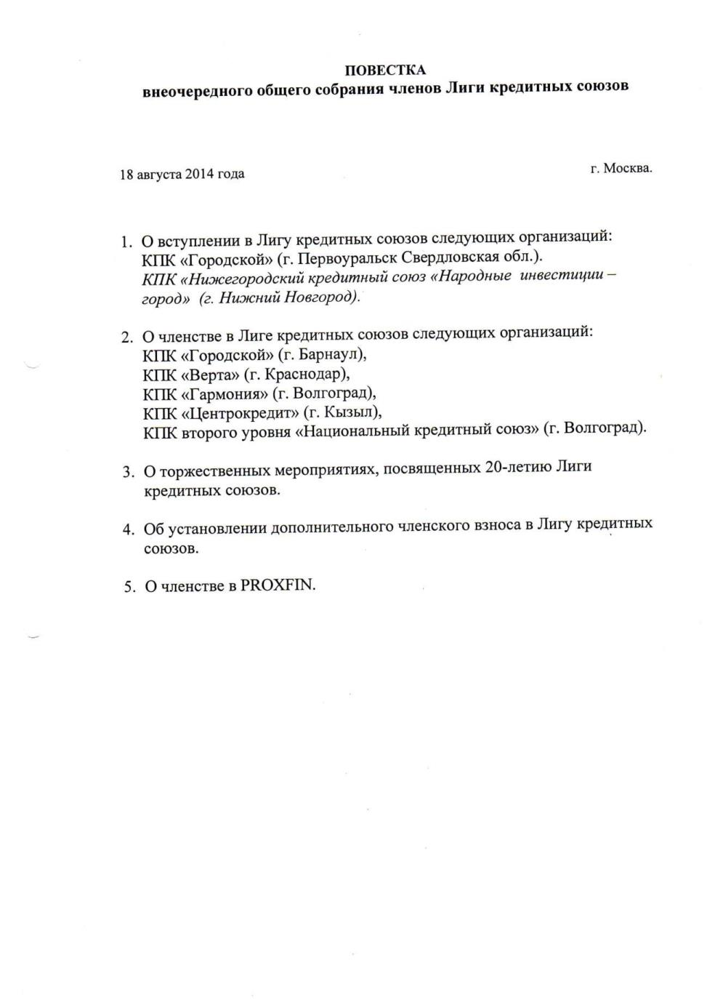 ПОВЕСТКА
внеочередного общего собрания членов Лиги кредитных союзов
18 августа 2014 года
г. Москва.
1. О вступлении в Лигу кредитных союзов следующих организаций:
КПК «Городской» (г. Первоуральск Свердловская обл.).
КПК «Нижегородский кредитный союз «Народные инвестиции –
город» (г. Нижний Новгород).
2. О членстве в Лиге кредитных союзов следующих организаций:
КПК «Городской» (г. Барнаул),
КПК «Верта» (г. Краснодар),
КПК «Гармония» (г. Волгоград),
КПК «Центрокредит» (г. Кызыл),
КПК второго уровня «Национальный кредитный союз» (г. Волгоград).
3. О торжественных мероприятиях, посвященных 20-летию Лиги
кредитных союзов.
4. Об установлении дополнительного членского взноса в Лигу кредитных
союзов.
5. О членстве в PROXFIN.